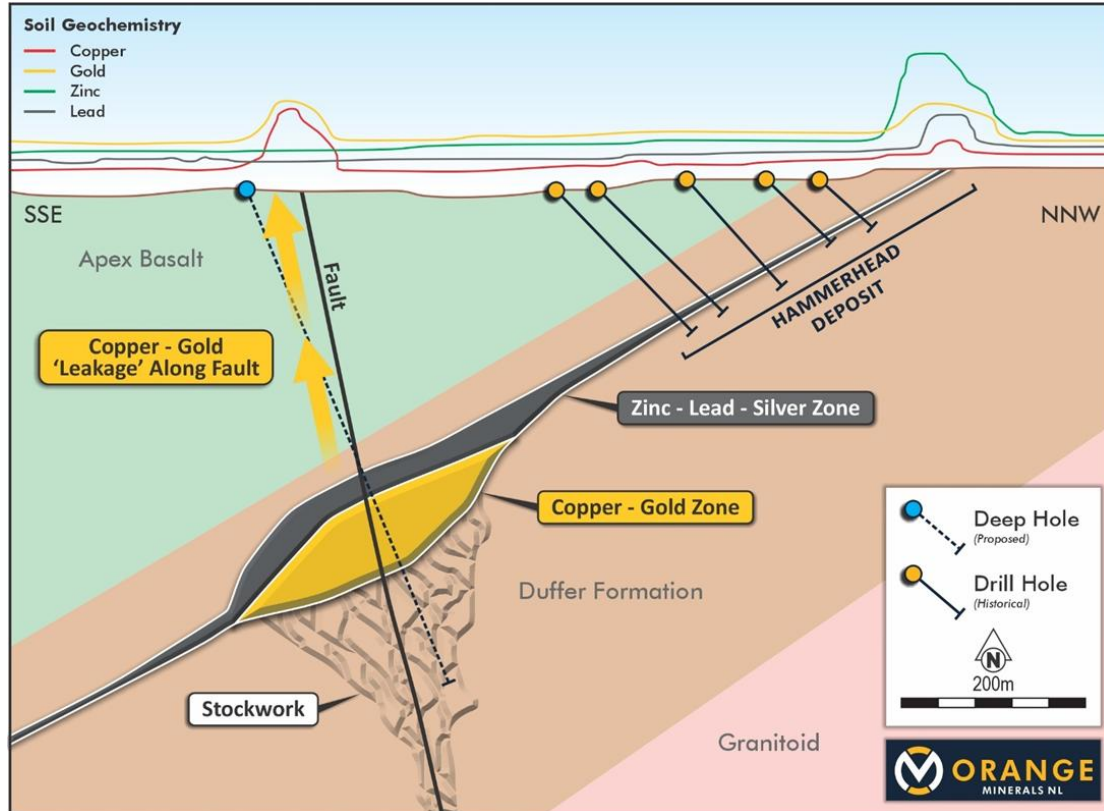 Soil Geochemistry
Copper
Gold
Zinc
Lead
SSE
NNW
Apex Basalt
Fault
HAMMERHEAD
DEPOSIT
Copper - Gold
‘Leakage’ Along Fault
Zinc - Lead - Silver Zone
Copper - Gold Zone
Duffer Formation
Stockwork
Granitoid
Deep Hole
(Proposed)
Drill Hole
(Historical)
N
200m
ORANGE
MINERALS NL